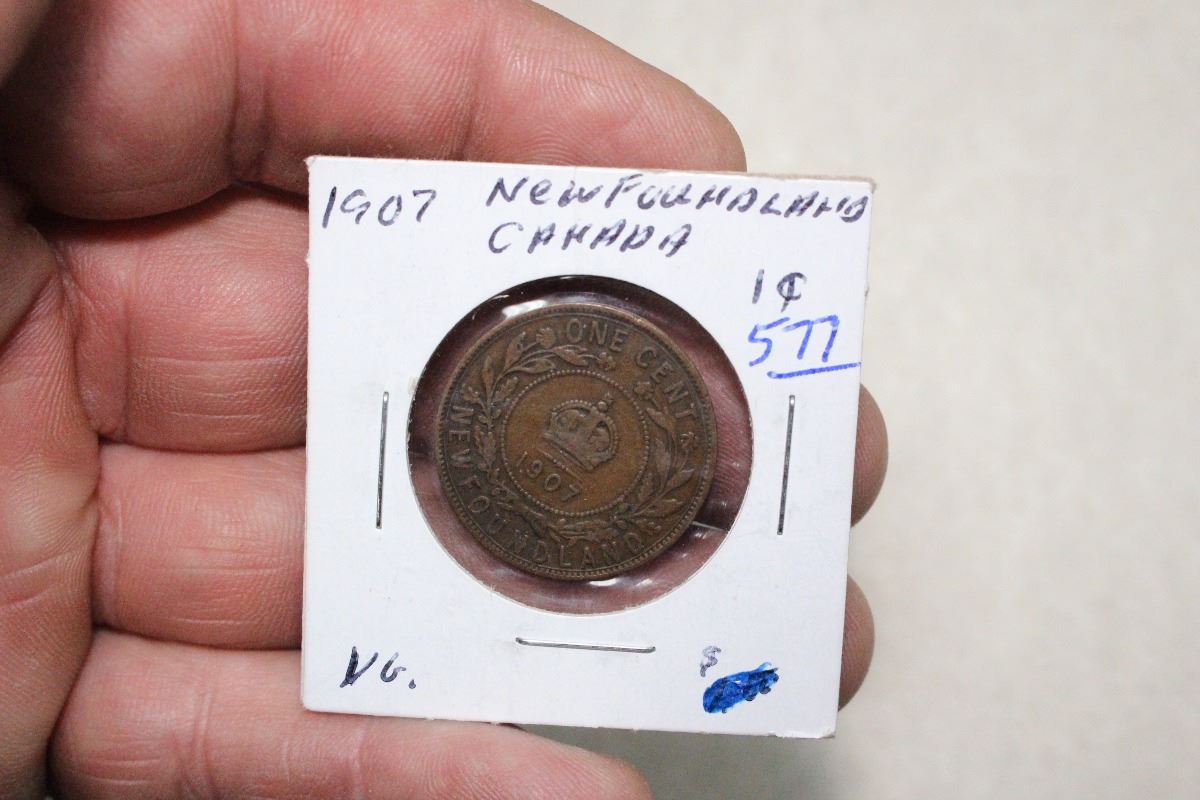 1907 NEWFOUNDLAND
CANADA
1¢
577
ONE CENT
1907
NEWFOUNDLAND
VG.
$